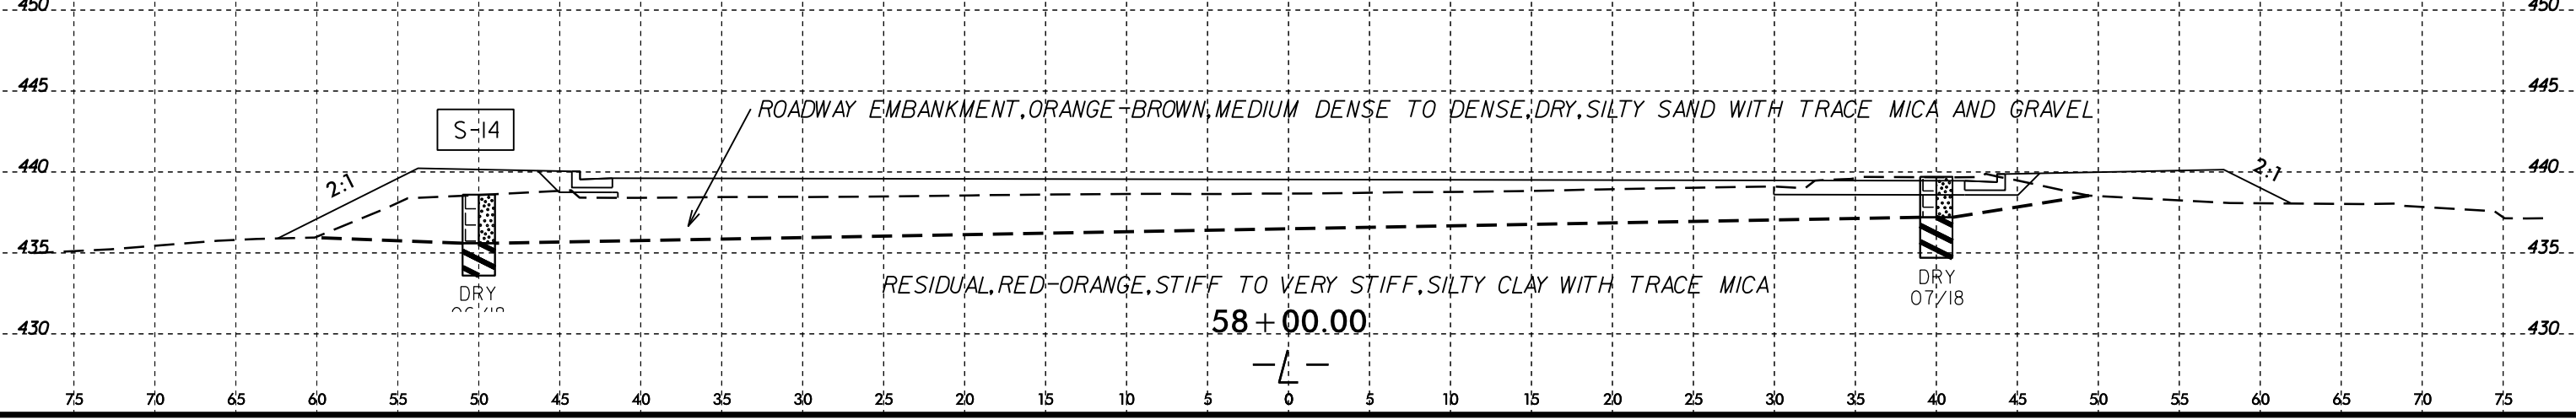 450 450
445 445
ROADWAY EMBANKMENT,ORANGE-BROWN,MEDIUM DENSE TO DENSE,DRY,SILTY SAND WITH TRACE MICA AND GRAVEL
S-14
440 440
2:1 2:1
435 435
DRY
RESIDUAL,RED-ORANGE,STIFF TO VERY STIFF,SILTY CLAY WITH TRACE MICA
DRY
07/18
58+00.00
430 430
-L-
75 70 65 60 55 50 45 40 35 30 25 20 15 10 5 0 5 10 15 20 25 30 35 40 45 50 55 60 65 70 75